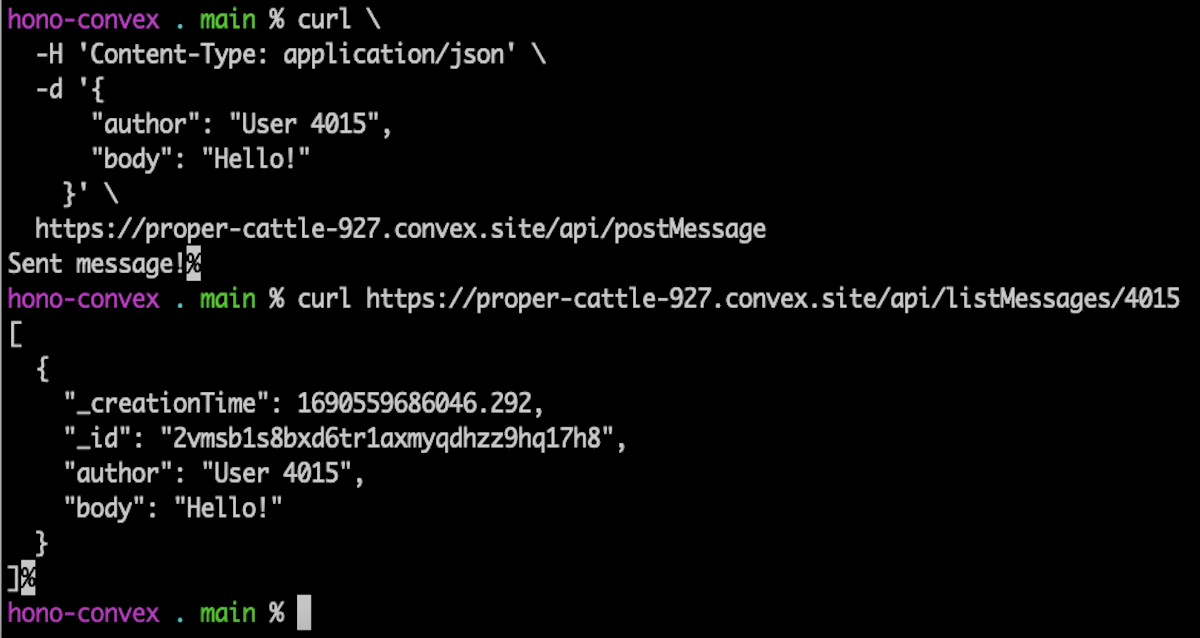 hono-convex . main % curl \
-H 'Content-Type: application/json' \
-d '{
"author": "User 4015",
"body": "Hello!"
}' \
https://proper-cattle-927.convex.site/api/postMessage
Sent message!%
hono-convex . main % curl https://proper-cattle-927.convex.site/api/listMessages/4015
[
{
"_creationTime": 1690559686046.292,
"_id": "2vmsb1s8bxd6tr1axmyqdhzz9hq17h8",
"author": "User 4015",
"body": "Hello!"
}
]%
hono-convex . main %